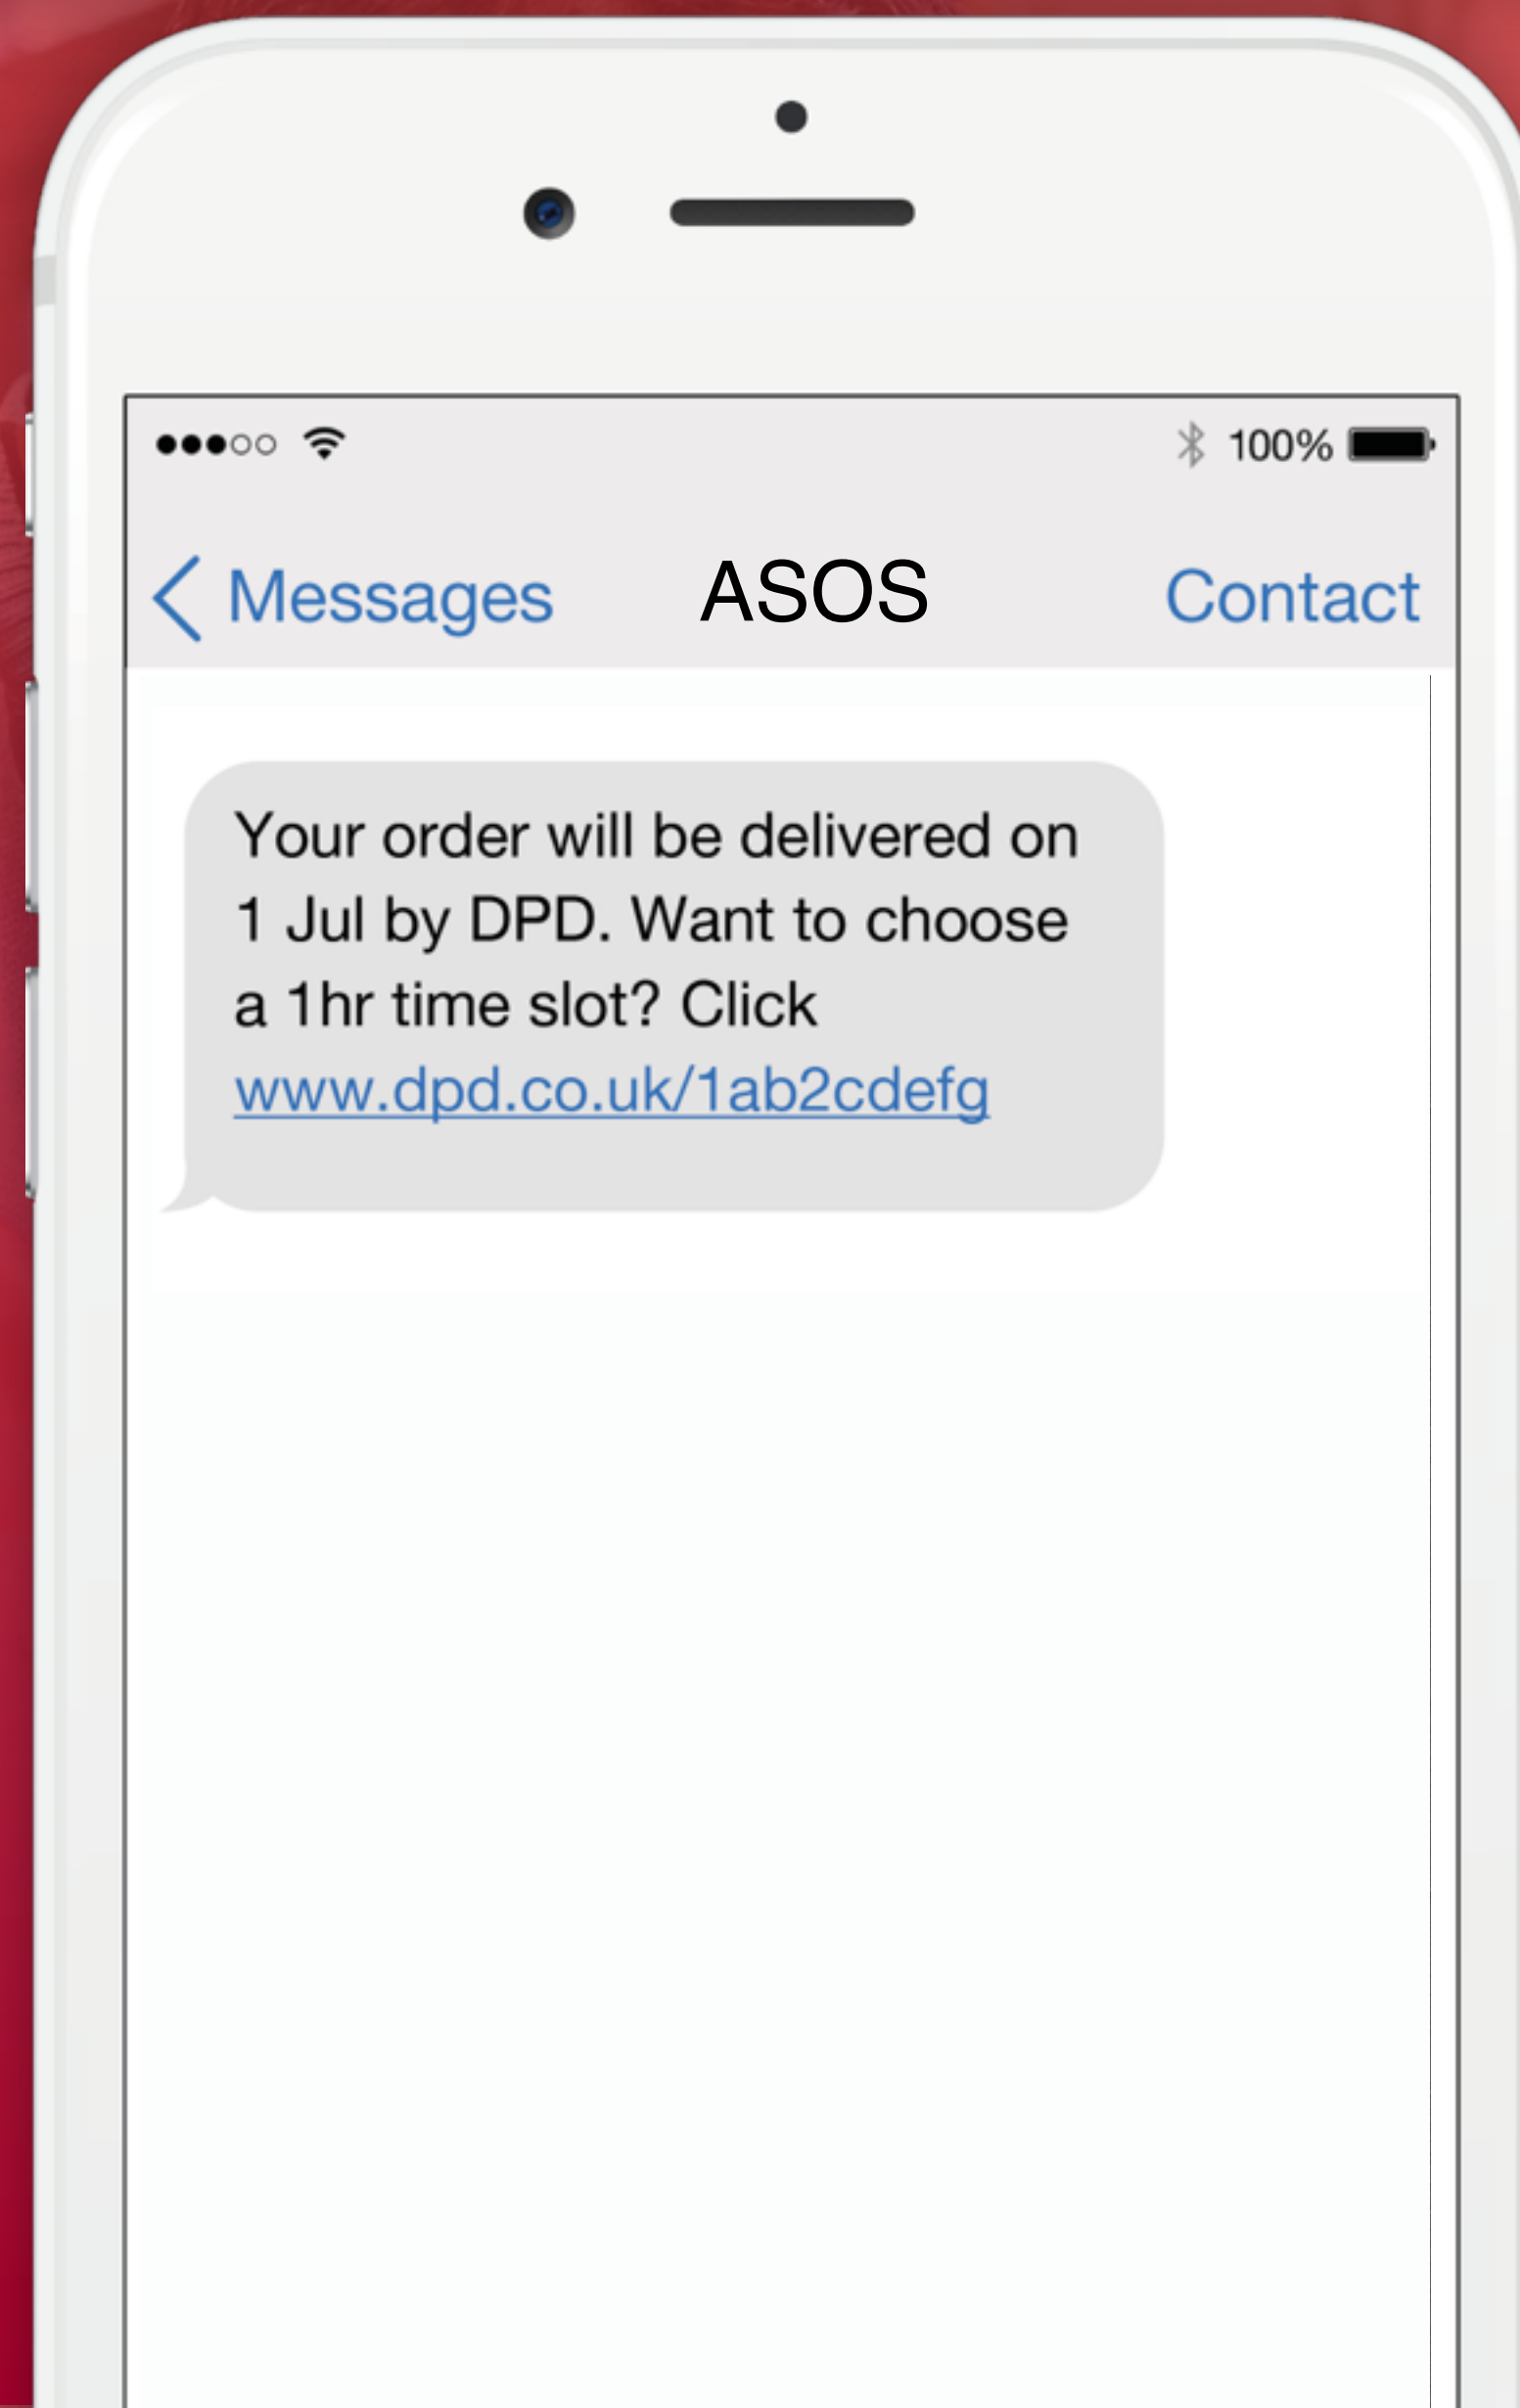 100%
Messages ASOS Contact
Your order will be delivered on
1 Jul by DPD. Want to choose
a 1hr time slot? Click
www.dpd.co.uk/1ab2cdefg